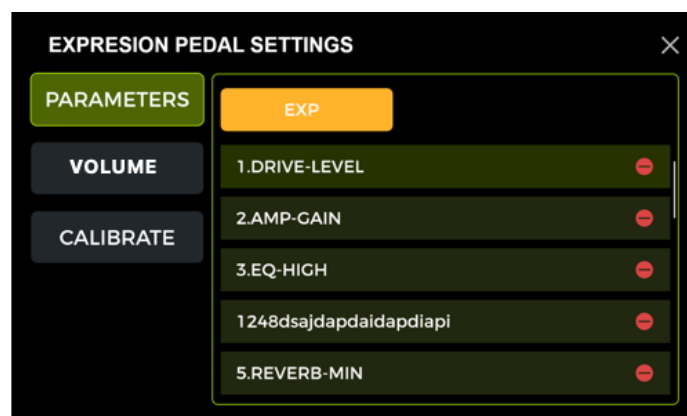 EXPRESION PEDAL SETTINGS
PARAMETERS
VOLUME
CALIBRATE
EXP
1.DRIVE-LEVEL
2.AMP-GAIN
3.EQ-HIGH
1248dsajdapdaidapdiapi
5.REVERB-MIN